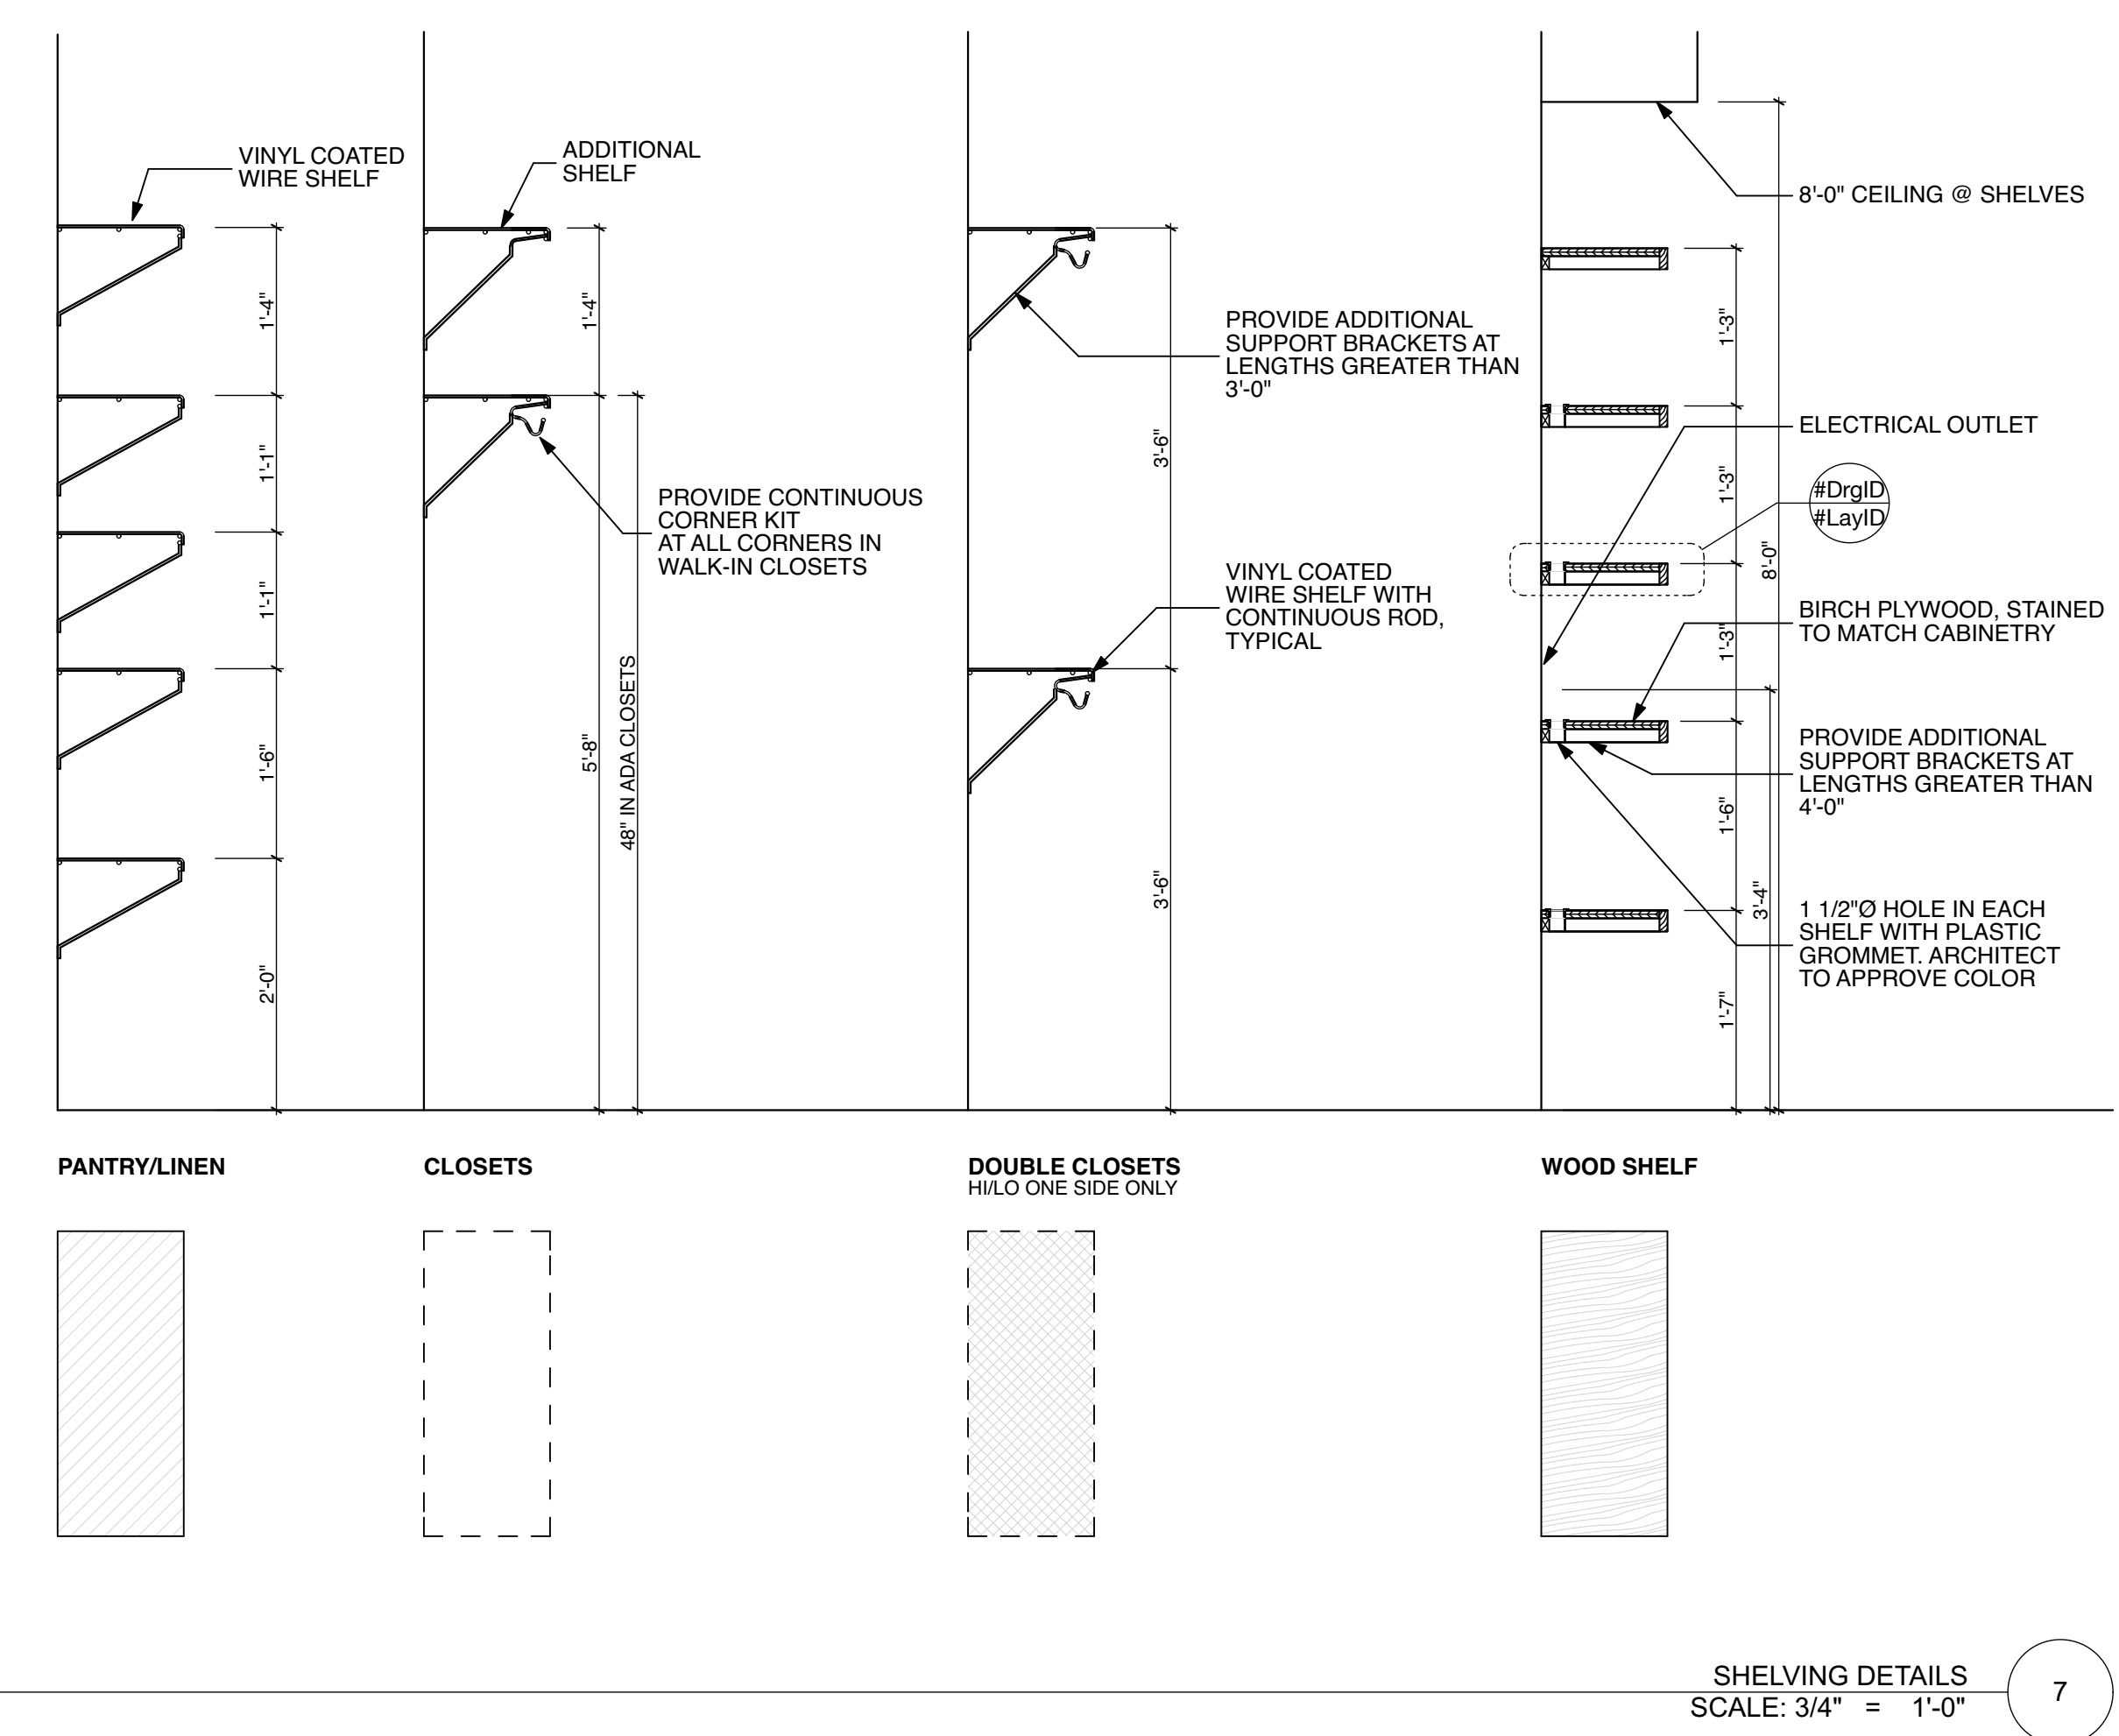 VINYL COATED
WIRE SHELF
1'-4"
1'-1"
1'-1"
1'-6"
2'-0"
ADDITIONAL
SHELF
1'-4"
PROVIDE CONTINUOUS
CORNER KIT
AT ALL CORNERS IN
WALK-IN CLOSETS
5'-8"
48" IN ADA CLOSETS
PROVIDE ADDITIONAL
SUPPORT BRACKETS AT
LENGTHS GREATER THAN
3'-0"
3'-6"
VINYL COATED
WIRE SHELF WITH
CONTINUOUS ROD,
TYPICAL
3'-6"
8'-0" CEILING @ SHELVES
1'-3"
ELECTRICAL OUTLET
1'-3"
#DrgID
#LayID
8'-0"
1'-3"
BIRCH PLYWOOD, STAINED
TO MATCH CABINETRY
PROVIDE ADDITIONAL
SUPPORT BRACKETS AT
LENGTHS GREATER THAN
4'-0"
1'-6"
3'-4"
1 1/2"Ø HOLE IN EACH
SHELF WITH PLASTIC
GROMMET. ARCHITECT
TO APPROVE COLOR
1'-7"
PANTRY/LINEN
CLOSETS
DOUBLE CLOSETS
HI/LO ONE SIDE ONLY
WOOD SHELF
SHELVING DETAILS
SCALE: 3/4" = 1'-0"
7